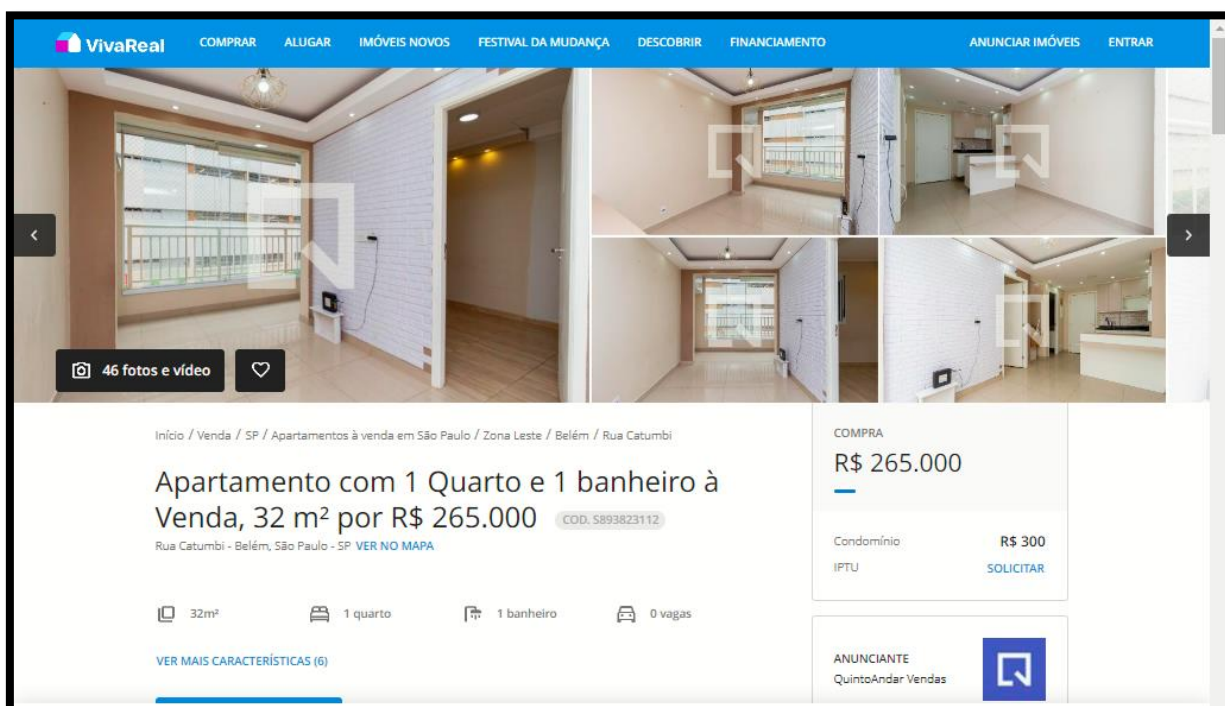 VivaReal COMPRAR ALUGAR IMÓVEIS NOVOS FESTIVAL DA MUDANÇA DESCOBRIR FINANCIAMENTO ANUNCIAR IMÓVEIS ENTRAR
46 fotos e vídeo
Início / Venda / SP / Apartamentos à venda em São Paulo / Zona Leste / Belém / Rua Catumbi
Apartamento com 1 Quarto e 1 banheiro à
Venda, 32 m² por R$ 265.000 COD. S893823112
Rua Catumbi - Belém, São Paulo - SP VER NO MAPA
32m² 1 quarto 1 banheiro 0 vagas
VER MAIS CARACTERÍSTICAS (6)
COMPRA
R$ 265.000
Condomínio R$ 300
IPTU SOLICITAR
ANUNCIANTE
QuintoAndar Vendas